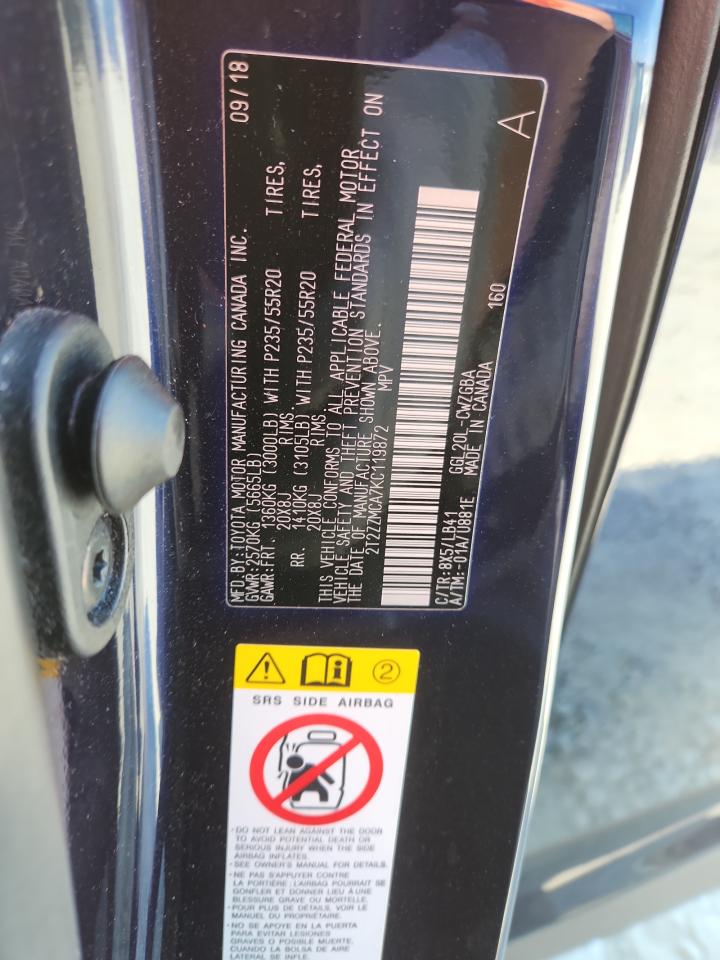 MFD. BY:TOYOTA MOTOR MANUFACTURING CANADA INC. 09/18
GVWR:2570KG (5665LB)
GAWR:FRT. 1360KG (3000LB) WITH P235/55R20 TIRES,
20X8J RIMS,
RR. 1410KG (3105LB) WITH P235/55R20 TIRES,
20X8J RIMS.
THIS VEHICLE CONFORMS TO ALL APPLICABLE FEDERAL MOTOR
VEHICLE SAFETY AND THEFT PREVENTION STANDARDS IN EFFECT ON
THE DATE OF MANUFACTURE SHOWN ABOVE.
2T2ZZMCA7KC119872 MPV
160 A
C/TR:8X5/LB41 GGL20L-CWZGBA
A/TM:-01A/U881E MADE IN CANADA
2
SRS SIDE AIRBAG
• DO NOT LEAN AGAINST THE DOOR
TO AVOID POTENTIAL DEATH OR
SERIOUS INJURY WHEN THE SIDE
AIRBAG INFLATES.
• SEE OWNER'S MANUAL FOR DETAILS.
• NE PAS S'APPUYER CONTRE
LA PORTIÈRE : L'AIRBAG POURRAIT SE
GONFLER ET DONNER LIEU À UNE
BLESSURE GRAVE OU MORTELLE.
• POUR PLUS DE DÉTAILS, VOIR LE
MANUEL DU PROPRIÉTAIRE.
• NO SE APOYE EN LA PUERTA
PARA EVITAR LESIONES
GRAVES O POSIBLE MUERTE,
CUANDO LA BOLSA DE AIRE
LATERAL SE INFLE.